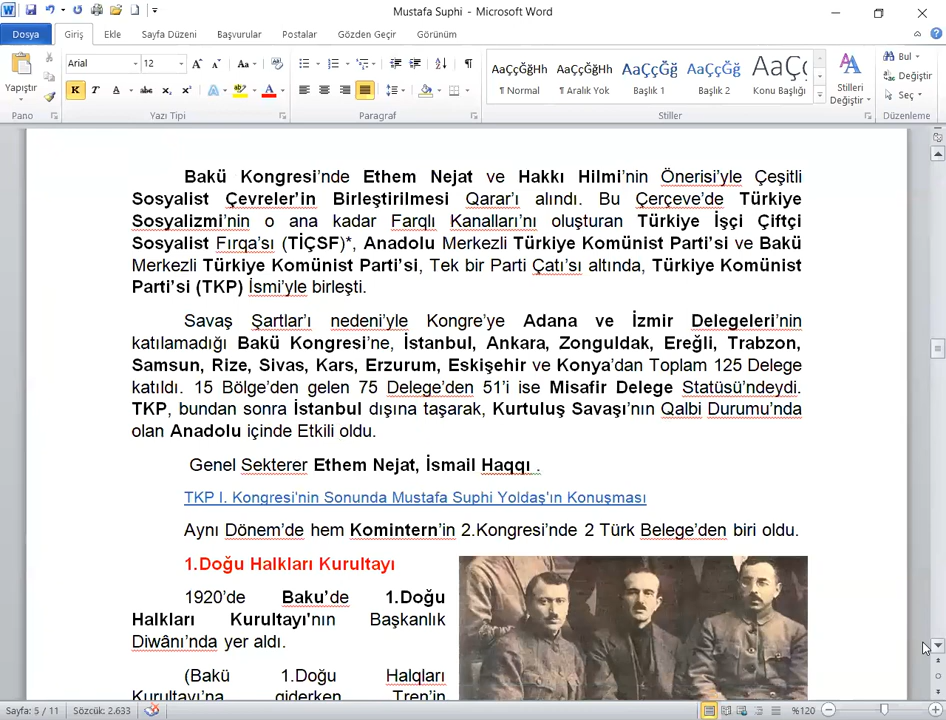 Mustafa Suphi - Microsoft Word
Dosya Giriş Ekle Sayfa Düzeni Başvurular Postalar Gözden Geçir Görünüm
Yapıştır
Pano
Arial 12
K T A abc x₂ x²
Yazı Tipi
Paragraf
AaÇçĞğHh AaÇçĞğHh AaÇçĞğ AaÇçĞğ AaÇç
¶ Normal ¶ Aralık Yok Başlık 1 Başlık 2 Konu Başlığı
Stiller
Stilleri Değiştir
Bul
Değiştir
Seç
Düzenleme
Bakü Kongresi’nde Ethem Nejat ve Hakkı Hilmi’nin Önerisi’yle Çeşitli
Sosyalist Çevreler’in Birleştirilmesi Qarar’ı alındı. Bu Çerçeve’de Türkiye
Sosyalizmi’nin o ana kadar Farqlı Kanalları’nı oluşturan Türkiye İşçi Çiftçi
Sosyalist Fırqa’sı (TİÇSF)*, Anadolu Merkezli Türkiye Komünist Parti’si ve Bakü
Merkezli Türkiye Komünist Parti’si, Tek bir Parti Çatı’sı altında, Türkiye Komünist
Parti’si (TKP) İsmi’yle birleşti.
Savaş Şartlar’ı nedeni’yle Kongre’ye Adana ve İzmir Delegeleri’nin
katılamadığı Bakü Kongresi’ne, İstanbul, Ankara, Zonguldak, Ereğli, Trabzon,
Samsun, Rize, Sivas, Kars, Erzurum, Eskişehir ve Konya’dan Toplam 125 Delege
katıldı. 15 Bölge’den gelen 75 Delege’den 51’i ise Misafir Delege Statüsü’ndeydi.
TKP, bundan sonra İstanbul dışına taşarak, Kurtuluş Savaşı’nın Qalbi Durumu’nda
olan Anadolu içinde Etkili oldu.
Genel Sekterer Ethem Nejat, İsmail Haqqı .
TKP I. Kongresi'nin Sonunda Mustafa Suphi Yoldaş'ın Konuşması
Aynı Dönem’de hem Komintern’in 2.Kongresi’nde 2 Türk Belege’den biri oldu.
1.Doğu Halkları Kurultayı
1920’de Baku’de 1.Doğu
Halkları Kurultayı’nın Başkanlık
Diwânı’nda yer aldı.
(Bakü 1.Doğu Halqları
Kurultayı’na giderken Tren’in
Sayfa: 5 / 11 Sözcük: 2.633 %120